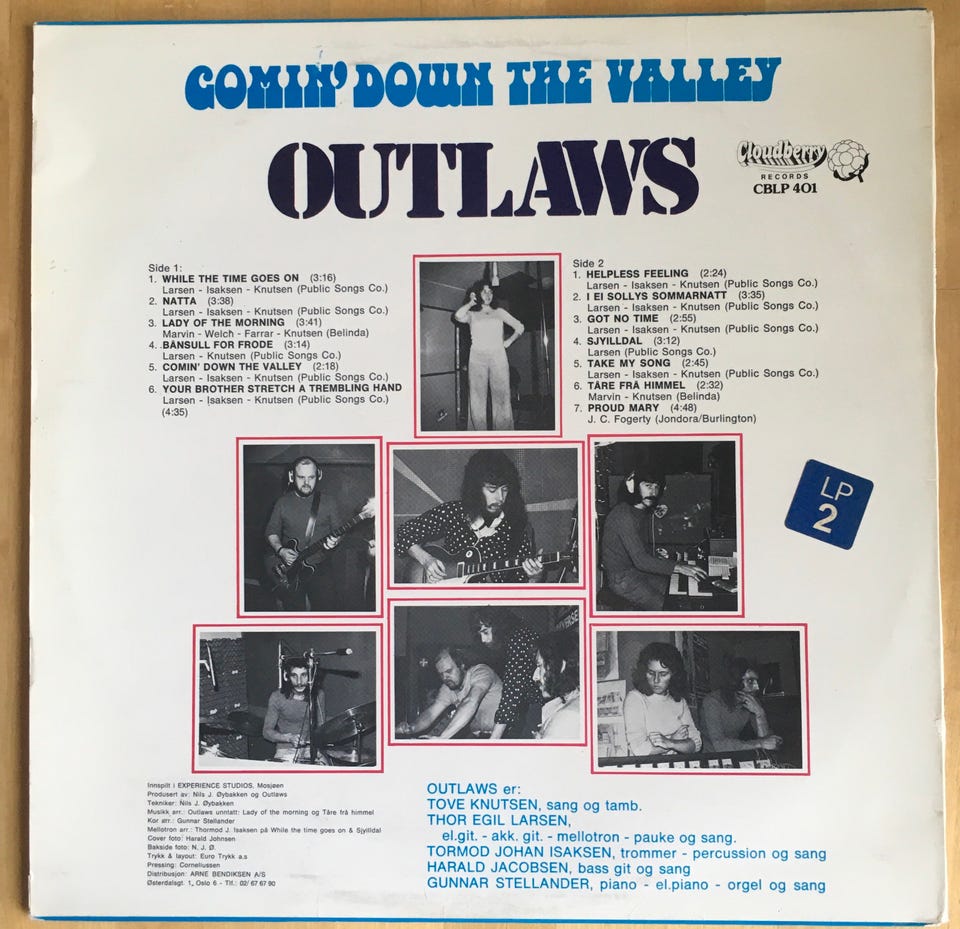 COMIN' DOWN THE VALLEY
OUTLAWS
Cloudberry
RECORDS
CBLP 401
Side 1:
1. WHILE THE TIME GOES ON (3:16)
Larsen - Isaksen - Knutsen (Public Songs Co.)
2. NATTA (3:38)
Larsen - Isaksen - Knutsen (Public Songs Co.)
3. LADY OF THE MORNING (3:41)
Marvin - Welch - Farrar - Knutsen (Belinda)
4. BÅNSULL FOR FRODE (3:14)
Larsen - Knutsen (Public Songs Co.)
5. COMIN' DOWN THE VALLEY (2:18)
Larsen - Isaksen - Knutsen (Public Songs Co.)
6. YOUR BROTHER STRETCH A TREMBLING HAND
Larsen - Isaksen - Knutsen (Public Songs Co.)
(4:35)
Side 2
1. HELPLESS FEELING (2:24)
Larsen - Isaksen - Knutsen (Public Songs Co.)
2. I EI SOLLYS SOMMARNATT (3:35)
Larsen - Isaksen - Knutsen (Public Songs Co.)
3. GOT NO TIME (2:55)
Larsen - Isaksen - Knutsen (Public Songs Co.)
4. SJYILLDAL (3:12)
Larsen (Public Songs Co.)
5. TAKE MY SONG (2:45)
Larsen - Isaksen - Knutsen (Public Songs Co.)
6. TÅRE FRÅ HIMMEL (2:32)
Marvin - Knutsen (Belinda)
7. PROUD MARY (4:48)
J. C. Fogerty (Jondora/Burlington)
LP
2
Innspilt i EXPERIENCE STUDIOS, Mosjøen
Produsert av: Nils J. Øybakken og Outlaws
Tekniker: Nils J. Øybakken
Musikk arr.: Outlaws unntatt: Lady of the morning og Tåre frå himmel
Kor arr.: Gunnar Stellander
Mellotron arr.: Thormod J. Isaksen på While the time goes on & Sjyilldal
Cover foto: Harald Johnsen
Bakside foto: N. J. Ø.
Trykk & layout: Euro Trykk a.s
Pressing: Corneliussen
Distribusjon: ARNE BENDIKSEN A/S
Østerdalsgt. 1, Oslo 6 - Tlf.: 02/ 67 67 90
OUTLAWS er:
TOVE KNUTSEN, sang og tamb.
THOR EGIL LARSEN,
el.git. - akk. git. - mellotron - pauke og sang.
TORMOD JOHAN ISAKSEN, trommer - percussion og sang
HARALD JACOBSEN, bass git og sang
GUNNAR STELLANDER, piano - el.piano - orgel og sang